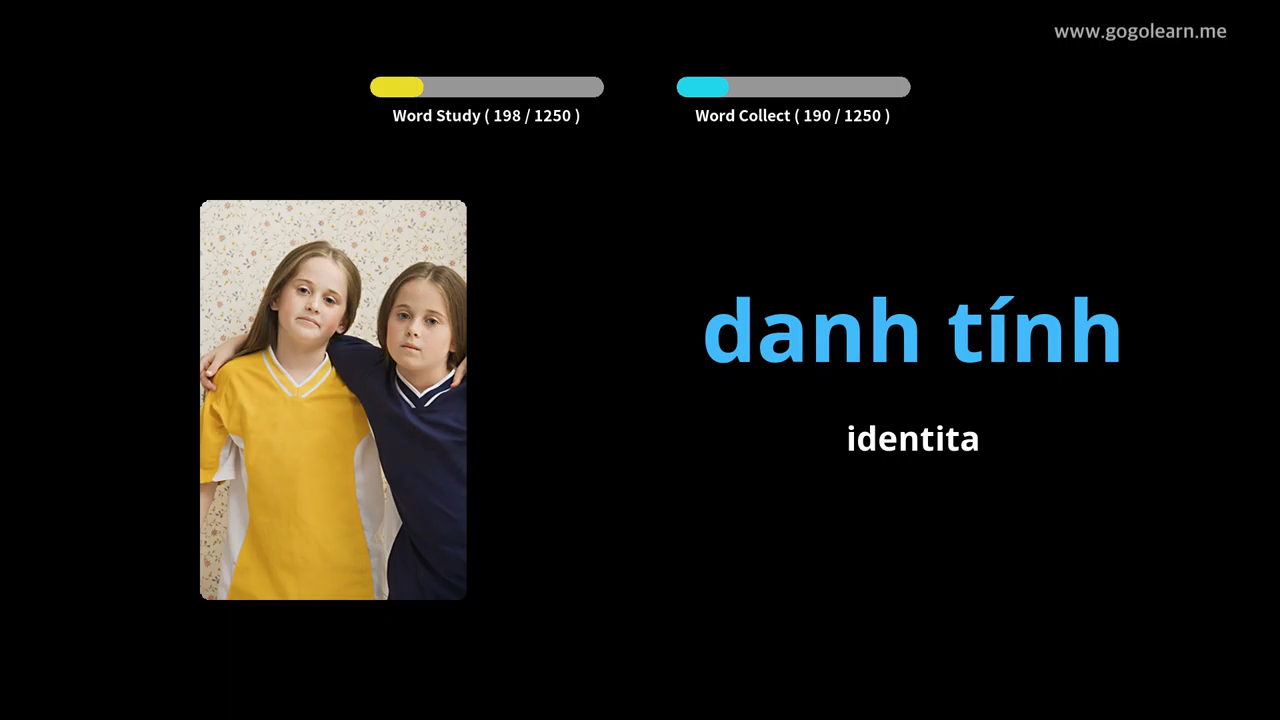 www.gogolearn.me
Word Study ( 198 / 1250 )
Word Collect ( 190 / 1250 )
danh tính
identita